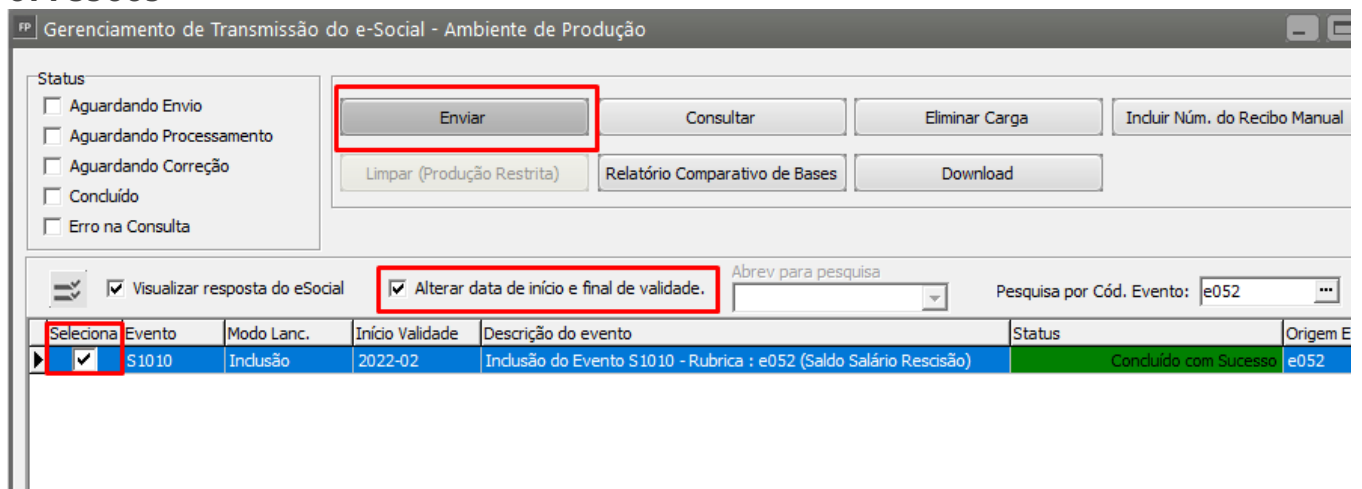 FP Gerenciamento de Transmissão do e-Social - Ambiente de Produção
Status
Aguardando Envio
Aguardando Processamento
Aguardando Correção
Concluído
Erro na Consulta
Enviar Consultar Eliminar Carga Incluir Núm. do Recibo Manual
Limpar (Produção Restrita) Relatório Comparativo de Bases Download
Visualizar resposta do eSocial Alterar data de início e final de validade. Abrev para pesquisa Pesquisa por Cód. Evento: e052 ...
Seleciona Evento Modo Lanc. Início Validade Descrição do evento Status Origem E
S1010 Inclusão 2022-02 Inclusão do Evento S1010 - Rubrica : e052 (Saldo Salário Rescisão) Concluído com Sucesso e052